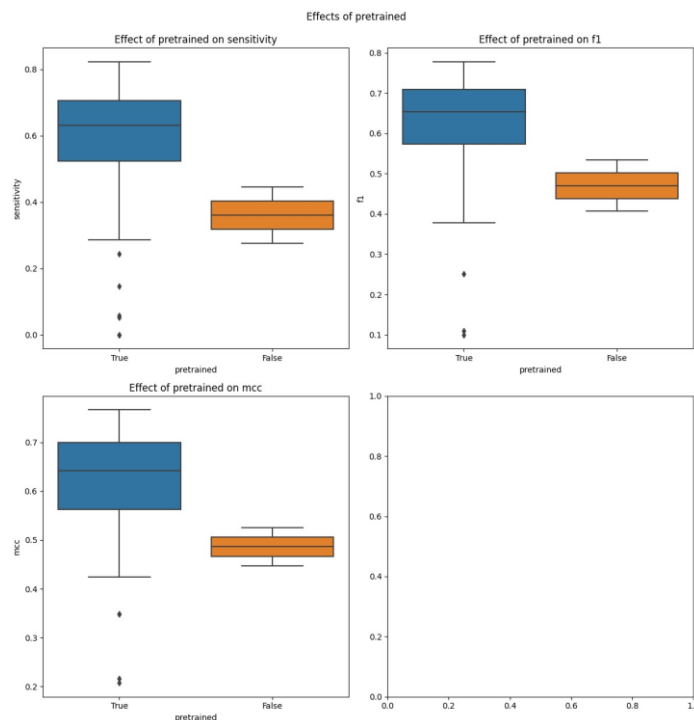 Effects of pretrained
Effect of pretrained on sensitivity
0.8
0.6
0.4
0.2
0.0
sensitivity
True
False
pretrained
Effect of pretrained on f1
0.8
0.7
0.6
0.5
0.4
0.3
0.2
0.1
f1
True
False
pretrained
Effect of pretrained on mcc
0.7
0.6
0.5
0.4
0.3
0.2
mcc
True
False
pretrained
1.0
0.8
0.6
0.4
0.2
0.0
0.0
0.2
0.4
0.6
0.8